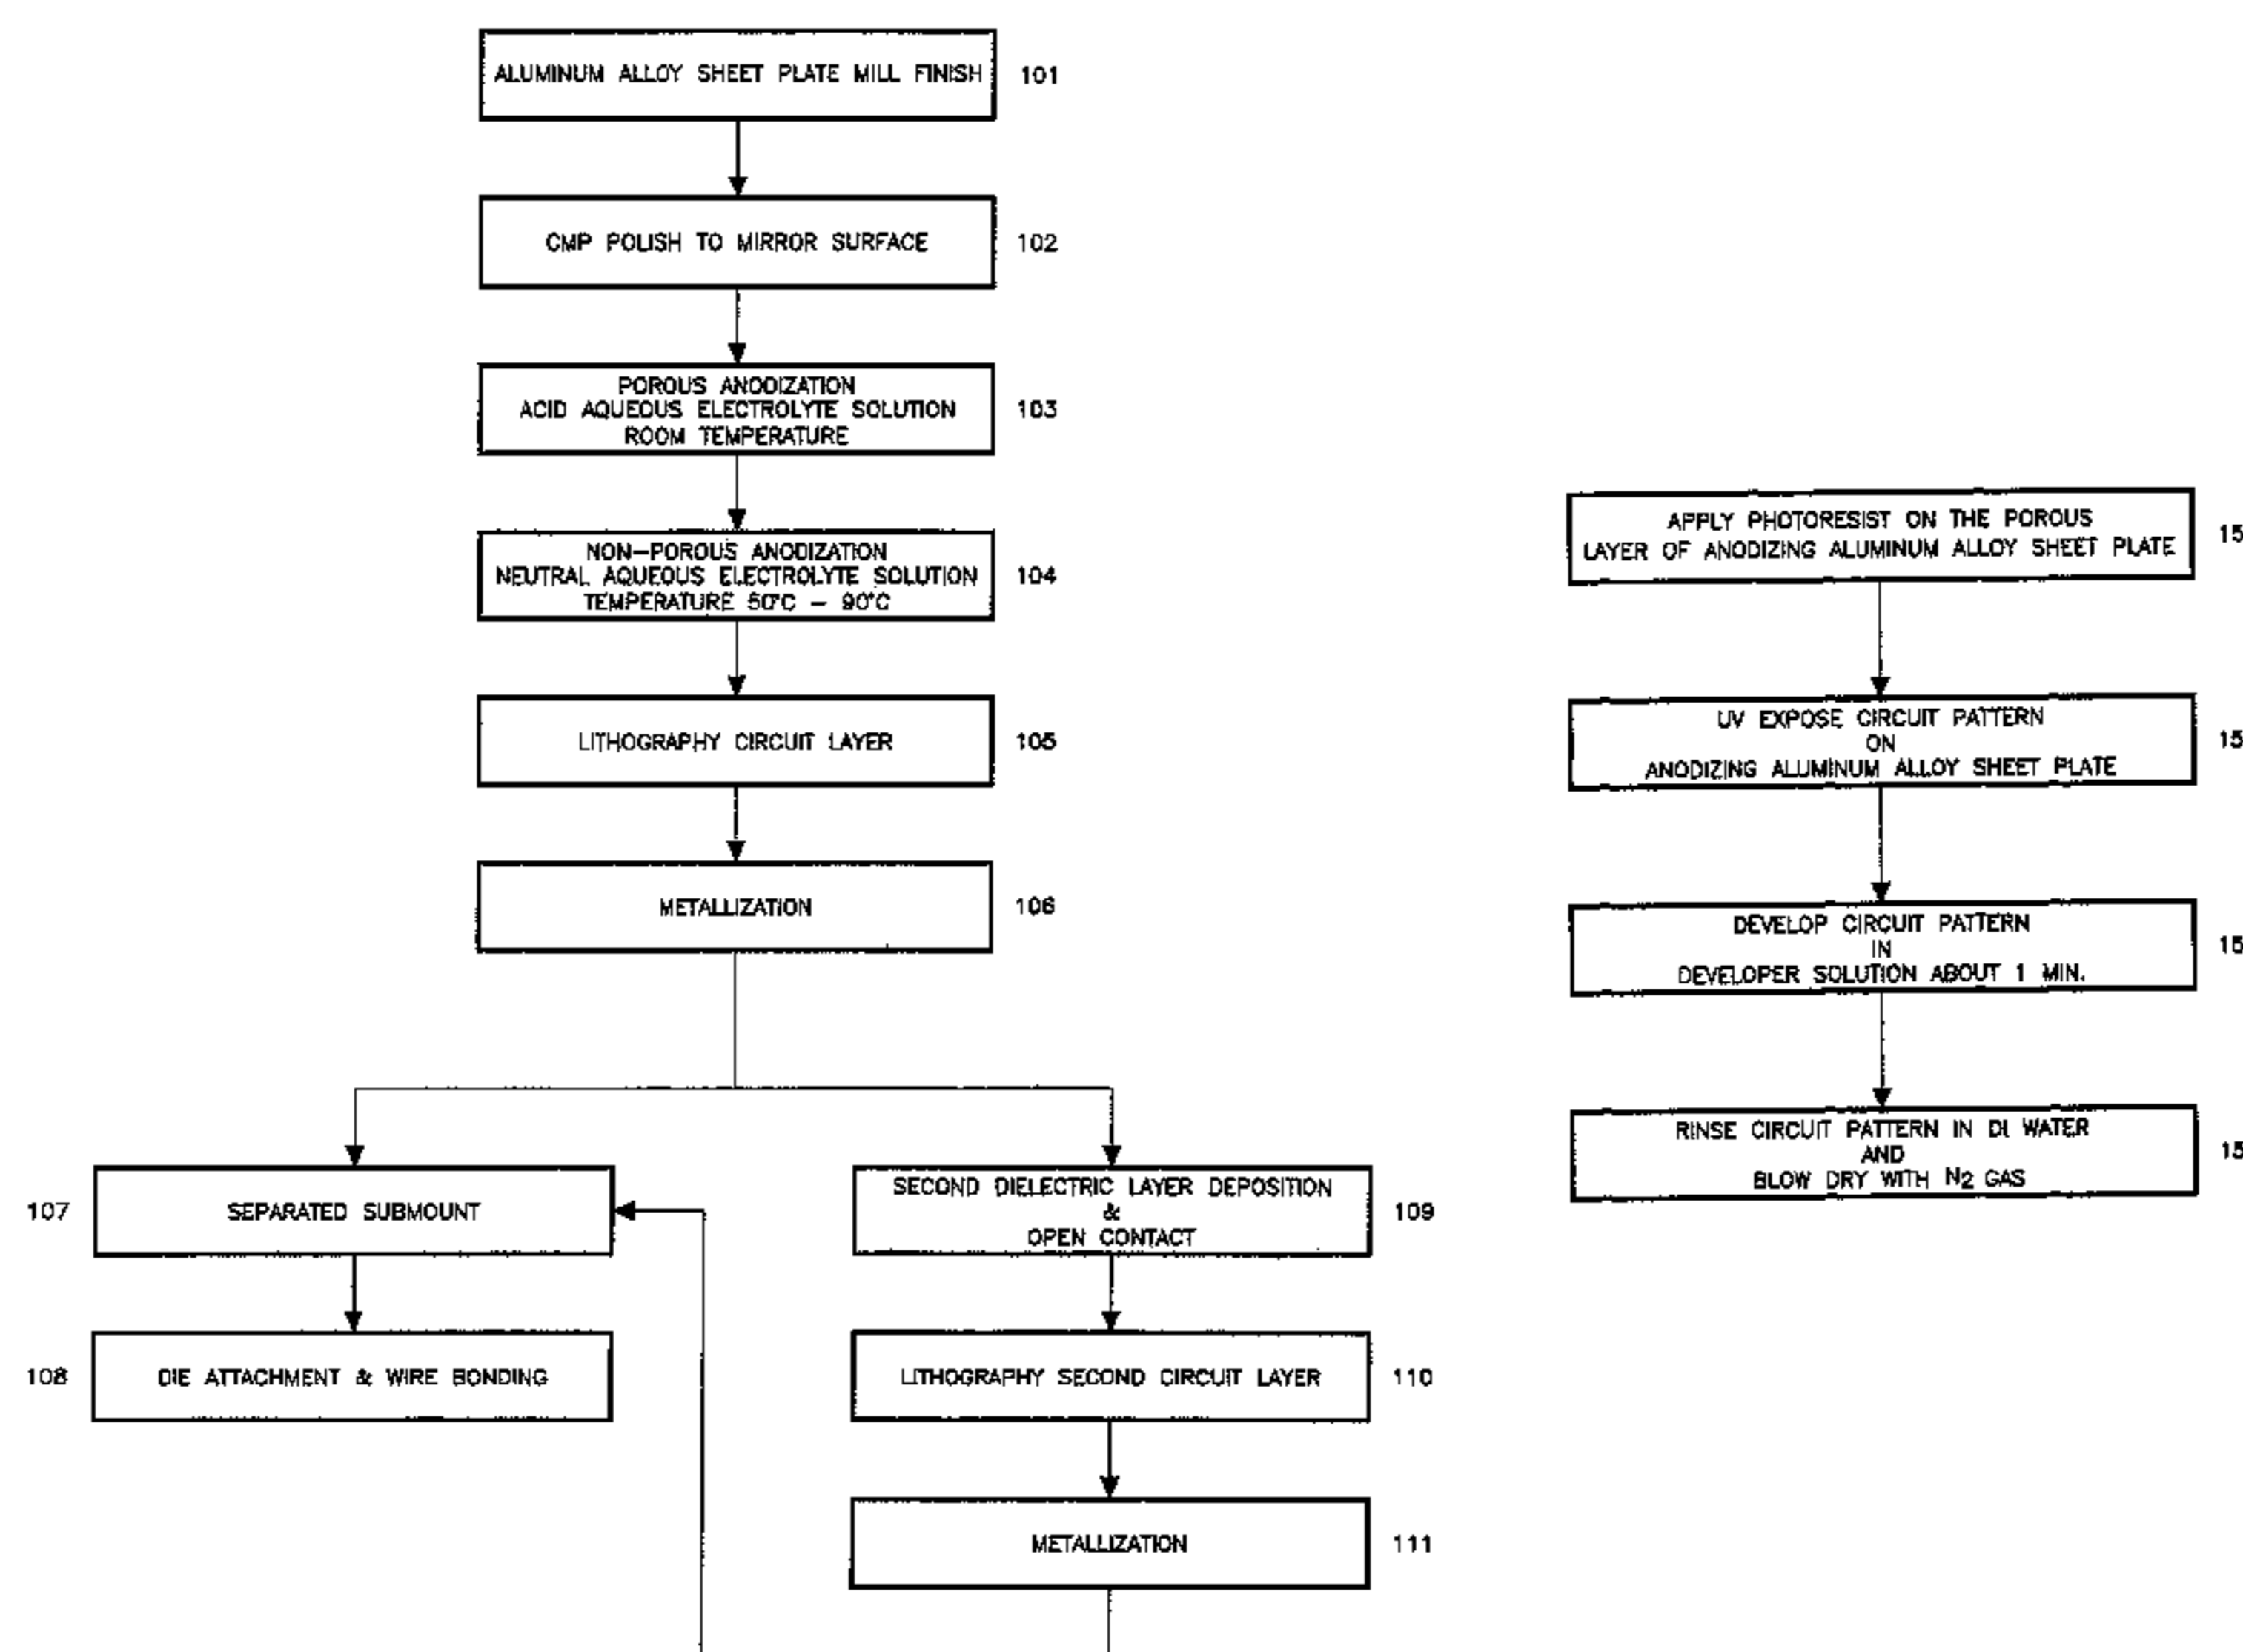 ALUMINUM ALLOY SHEET PLATE MILL FINISH
101
CMP POLISH TO MIRROR SURFACE
102
POROUS ANODIZATION
ACID AQUEOUS ELECTROLYTE SOLUTION
ROOM TEMPERATURE
103
NON-POROUS ANODIZATION
NEUTRAL AQUEOUS ELECTROLYTE SOLUTION
TEMPERATURE 50°C - 90°C
104
LITHOGRAPHY CIRCUIT LAYER
105
METALLIZATION
106
107
SEPARATED SUBMOUNT
108
DIE ATTACHMENT & WIRE BONDING
SECOND DIELECTRIC LAYER DEPOSITION
&
OPEN CONTACT
109
LITHOGRAPHY SECOND CIRCUIT LAYER
110
METALLIZATION
111
APPLY PHOTORESIST ON THE POROUS
LAYER OF ANODIZING ALUMINUM ALLOY SHEET PLATE
15
UV EXPOSE CIRCUIT PATTERN
ON
ANODIZING ALUMINUM ALLOY SHEET PLATE
15
DEVELOP CIRCUIT PATTERN
IN
DEVELOPER SOLUTION ABOUT 1 MIN.
15
RINSE CIRCUIT PATTERN IN DI WATER
AND
BLOW DRY WITH N2 GAS
15